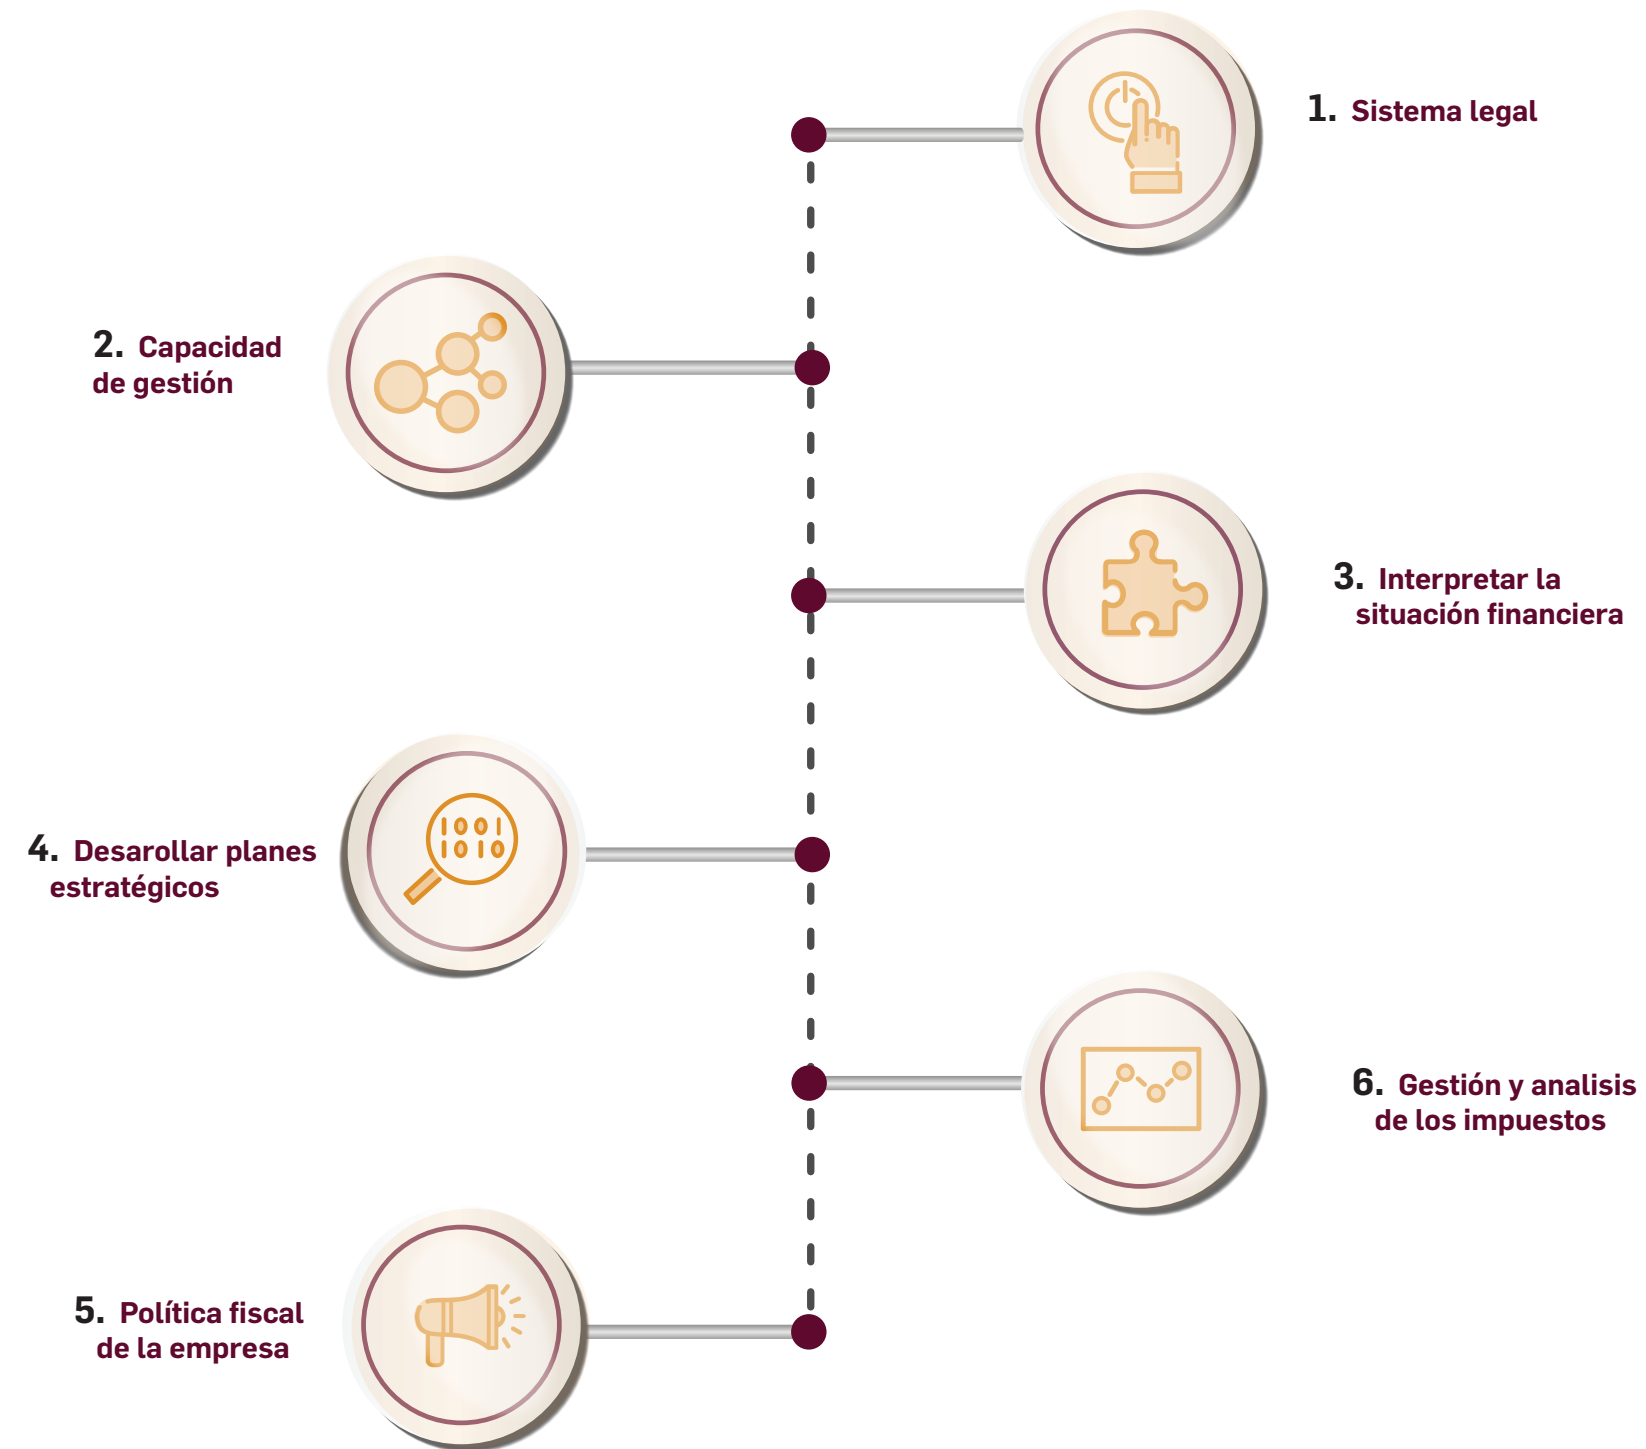 1. Sistema legal
2. Capacidad
de gestión
3. Interpretar la
situación financiera
4. Desarollar planes
estratégicos
1001
1010
6. Gestión y analisis
de los impuestos
5. Política fiscal
de la empresa